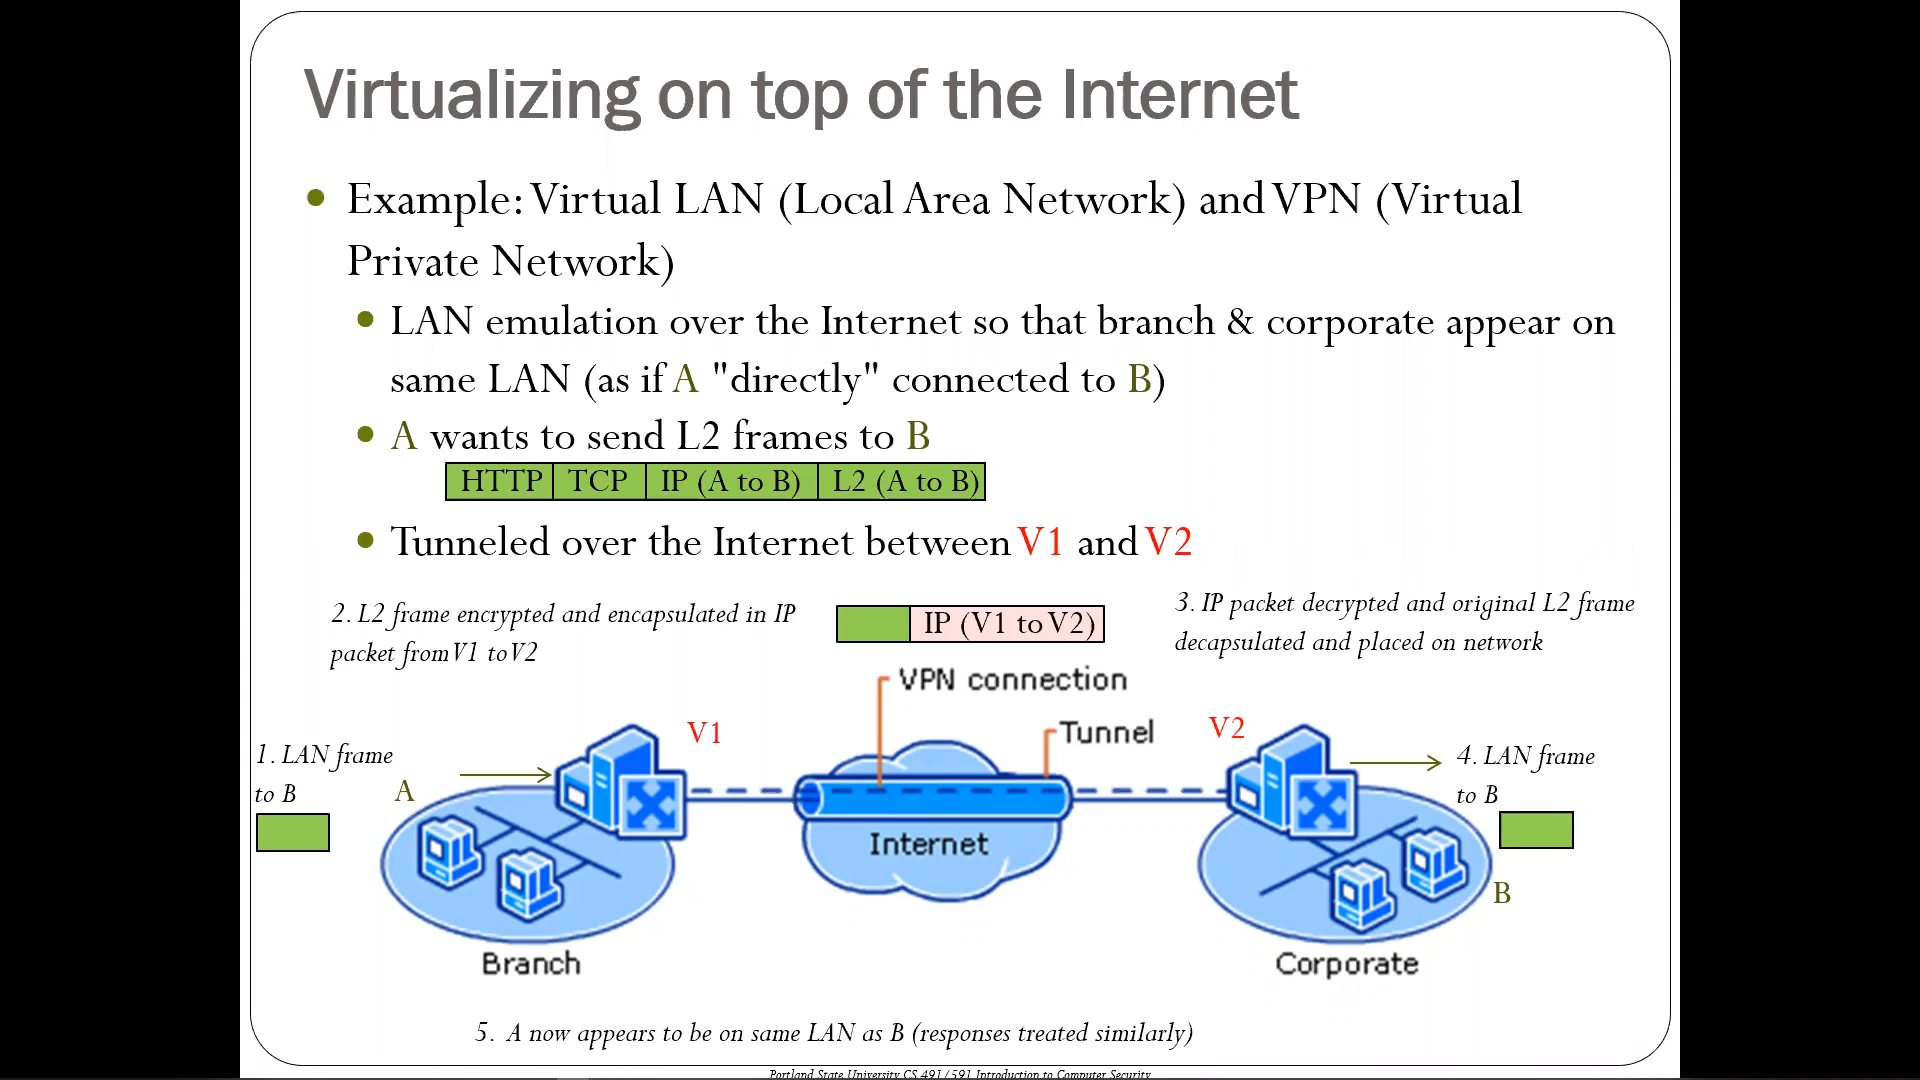 Virtualizing on top of the Internet
Example: Virtual LAN (Local Area Network) and VPN (Virtual
Private Network)
LAN emulation over the Internet so that branch & corporate appear on
same LAN (as if A "directly" connected to B)
A wants to send L2 frames to B
HTTP TCP IP (A to B) L2 (A to B)
Tunneled over the Internet between V1 and V2
2. L2 frame encrypted and encapsulated in IP
packet from V1 to V2
IP (V1 to V2)
3. IP packet decrypted and original L2 frame
decapsulated and placed on network
VPN connection
Tunnel
V1
V2
1. LAN frame
to B
A
4. LAN frame
to B
Internet
B
Branch
Corporate
5. A now appears to be on same LAN as B (responses treated similarly)
Portland State University CS 491/591 Introduction to Computer Security